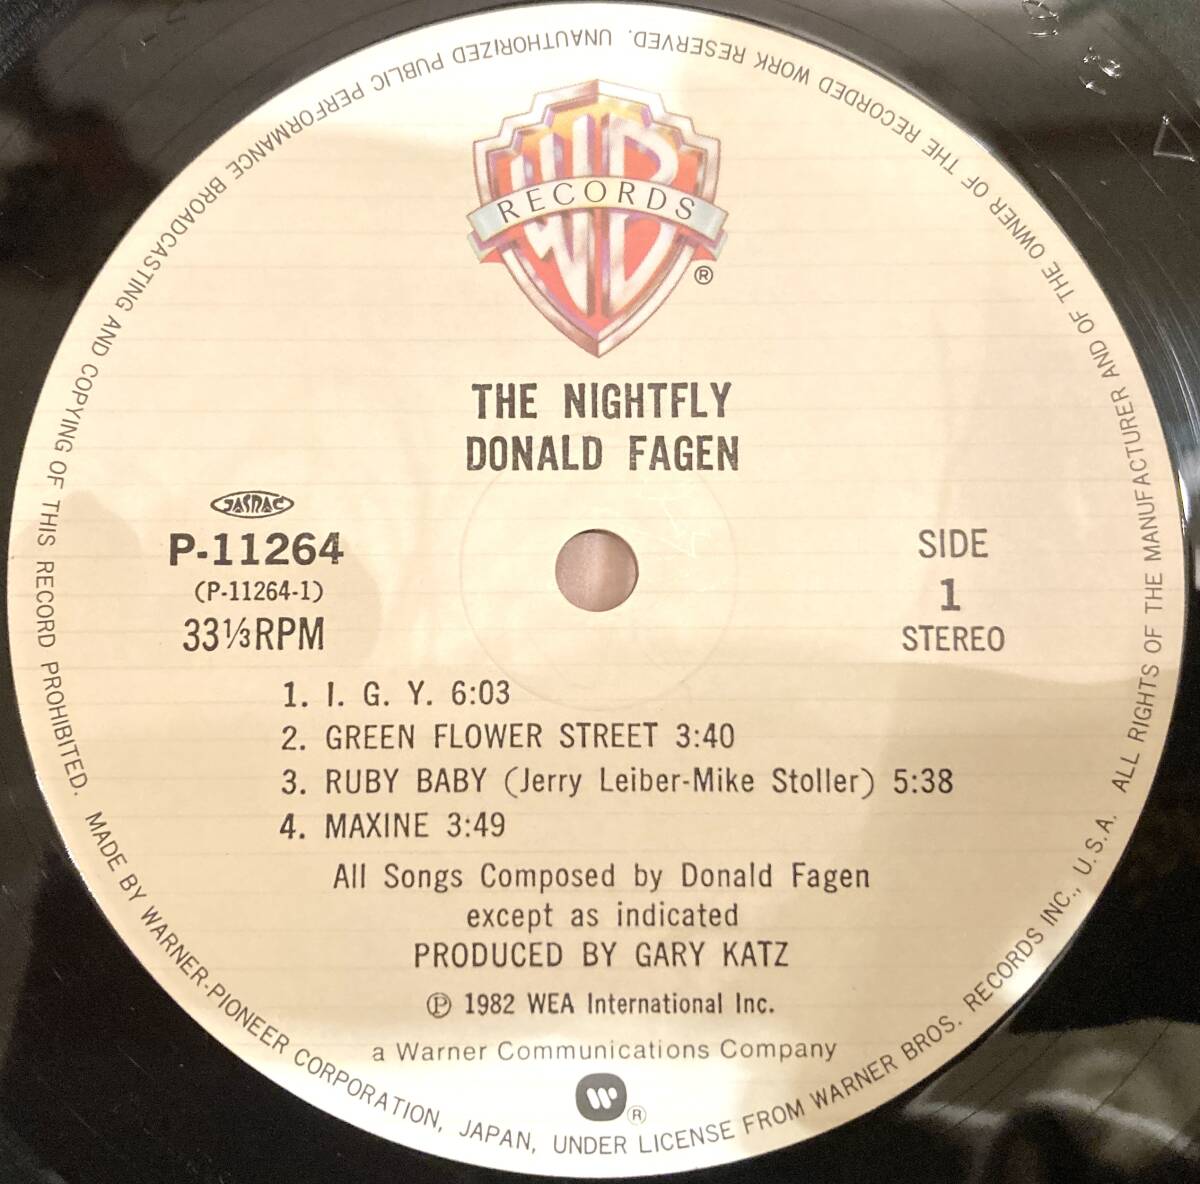 WB
RECORDS
®
THE NIGHTFLY
DONALD FAGEN
JASRAC
P-11264
(P-11264-1)
33⅓RPM
SIDE
1
STEREO
1. I. G. Y. 6:03
2. GREEN FLOWER STREET 3:40
3. RUBY BABY (Jerry Leiber-Mike Stoller) 5:38
4. MAXINE 3:49
All Songs Composed by Donald Fagen
except as indicated
PRODUCED BY GARY KATZ
℗ 1982 WEA International Inc.
a Warner Communications Company
W®
MADE BY WARNER-PIONEER CORPORATION, JAPAN, UNDER LICENSE FROM WARNER BROS. RECORDS INC., U.S.A. ALL RIGHTS OF THE MANUFACTURER AND OF THE OWNER OF THE RECORDED WORK RESERVED. UNAUTHORIZED PUBLIC PERFORMANCE BROADCASTING AND COPYING OF THIS RECORD PROHIBITED.